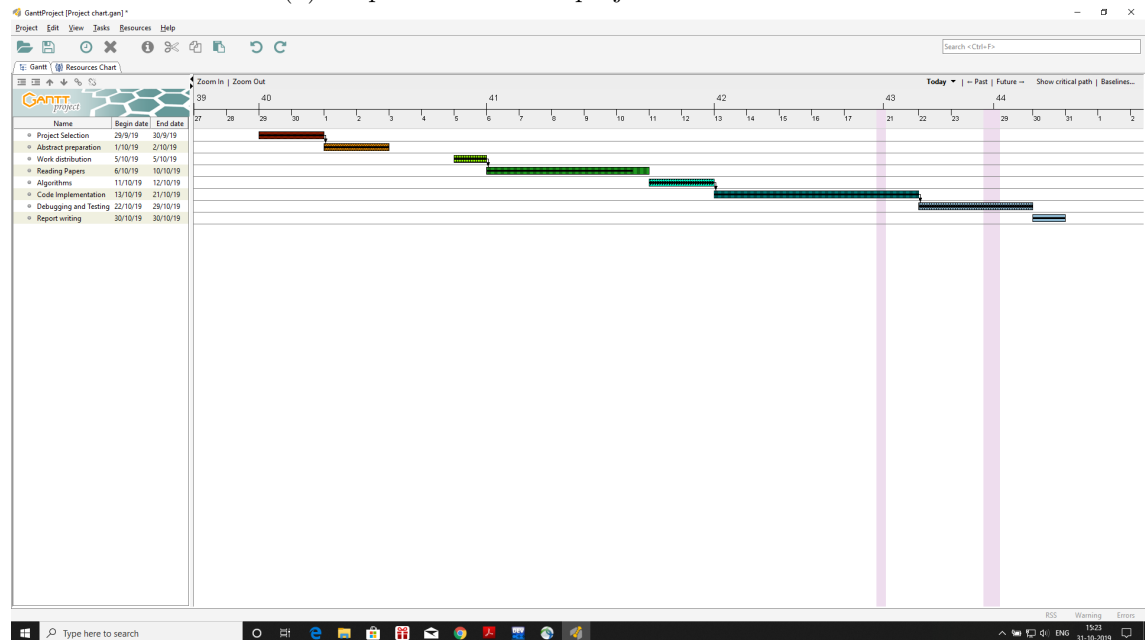 GanttProject [Project chart.gan] *
Project Edit View Tasks Resources Help
Search <Ctrl+F>
Gantt Resources Chart
Zoom In | Zoom Out Today | ← Past | Future → Show critical path | Baselines...
GANTT project
39 40 41 42 43 44
27 28 29 30 1 2 3 4 5 6 7 8 9 10 11 12 13 14 15 16 17 21 22 23 29 30 31 1 2
Name Begin date End date
Project Selection 29/9/19 30/9/19
Abstract preparation 1/10/19 2/10/19
Work distribution 5/10/19 5/10/19
Reading Papers 6/10/19 10/10/19
Algorithms 11/10/19 12/10/19
Code Implementation 13/10/19 21/10/19
Debugging and Testing 22/10/19 29/10/19
Report writing 30/10/19 30/10/19
RSS Warning Errors
Type here to search
DEV
ENG
15:23
31-10-2019